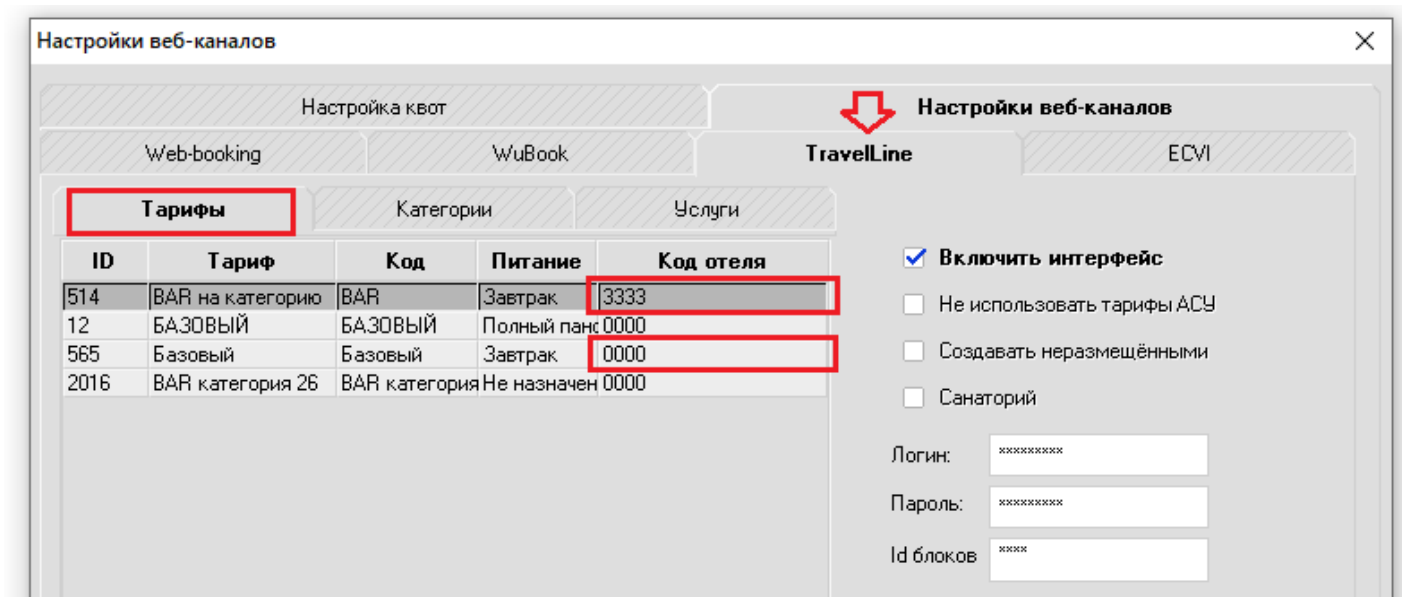 Настройки веб-каналов
Настройка квот Настройки веб-каналов
Web-booking WuBook TravelLine ECVI
Тарифы Категории Услуги
ID Тариф Код Питание Код отеля
514 BAR на категорию BAR Завтрак 3333
12 БАЗОВЫЙ БАЗОВЫЙ Полный панс 0000
565 Базовый Базовый Завтрак 0000
2016 BAR категория 26 BAR категория Не назначен 0000
Включить интерфейс
Не использовать тарифы АСУ
Создавать неразмещёнными
Санаторий
Логин: *********
Пароль: *********
Id блоков ****